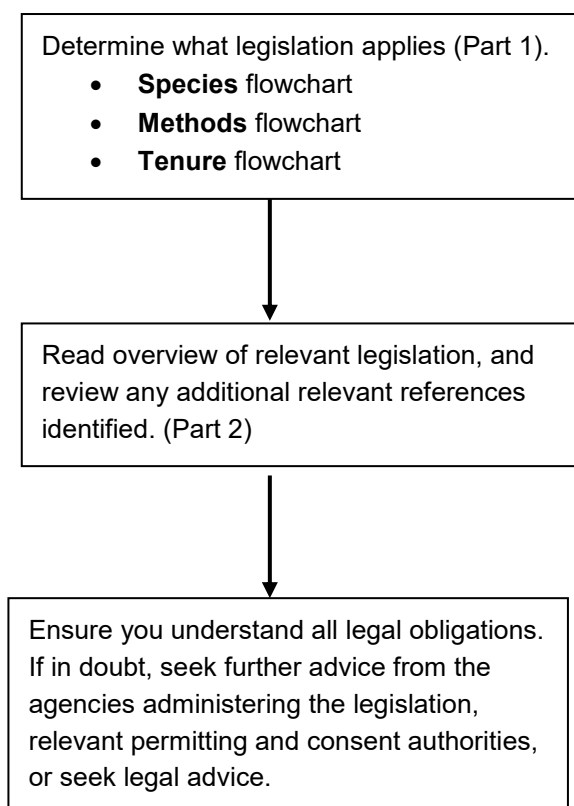 Determine what legislation applies (Part 1).
• Species flowchart
• Methods flowchart
• Tenure flowchart
Read overview of relevant legislation, and
review any additional relevant references
identified. (Part 2)
Ensure you understand all legal obligations.
If in doubt, seek further advice from the
agencies administering the legislation,
relevant permitting and consent authorities,
or seek legal advice.